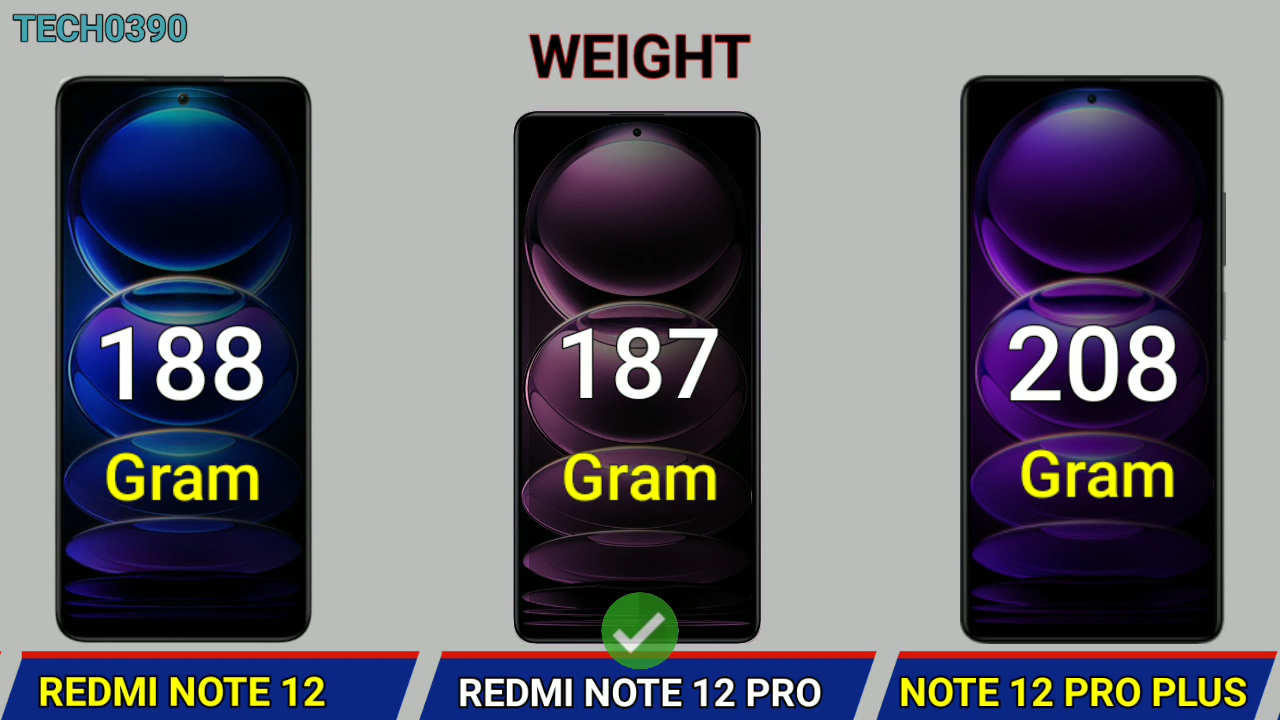 TECH0390
WEIGHT
188
Gram
187
Gram
208
Gram
REDMI NOTE 12
REDMI NOTE 12 PRO
NOTE 12 PRO PLUS